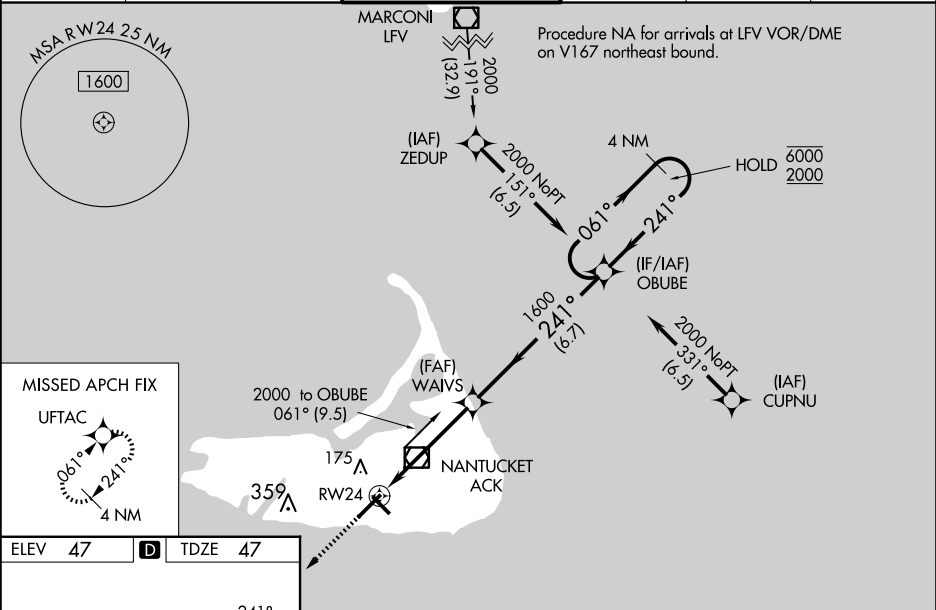 MSA RW24 25 NM
1600
MARCONI
LFV
2000
191°
(32.9)
Procedure NA for arrivals at LFV VOR/DME
on V167 northeast bound.
(IAF)
ZEDUP
2000 NoPT
151°
(6.5)
4 NM
HOLD
6000
2000
061°
241°
(IF/IAF)
OBUBE
1600
241°
(6.7)
2000 NoPT
331°
(6.5)
(IAF)
CUPNU
(FAF)
WAIVS
2000 to OBUBE
061° (9.5)
175
359
RW24
NANTUCKET
ACK
MISSED APCH FIX
UFTAC
061°
241°
4 NM
ELEV 47 D TDZE 47